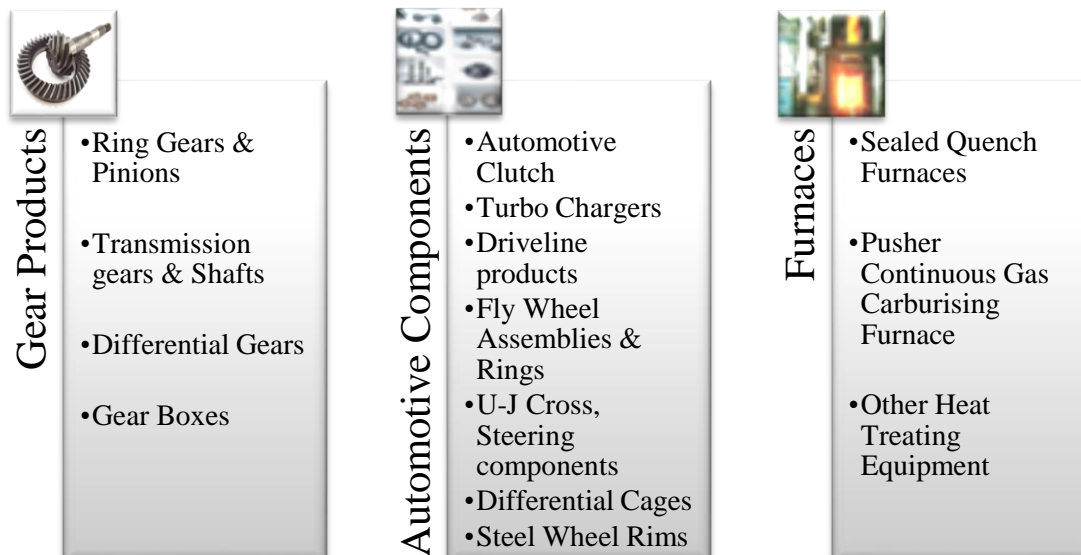 Gear Products
•Ring Gears &
Pinions
•Transmission
gears & Shafts
•Differential Gears
•Gear Boxes
Automotive Components
•Automotive
Clutch
•Turbo Chargers
•Driveline
products
•Fly Wheel
Assemblies &
Rings
•U-J Cross,
Steering
components
•Differential Cages
•Steel Wheel Rims
Furnaces
•Sealed Quench
Furnaces
•Pusher
Continuous Gas
Carburising
Furnace
•Other Heat
Treating
Equipment